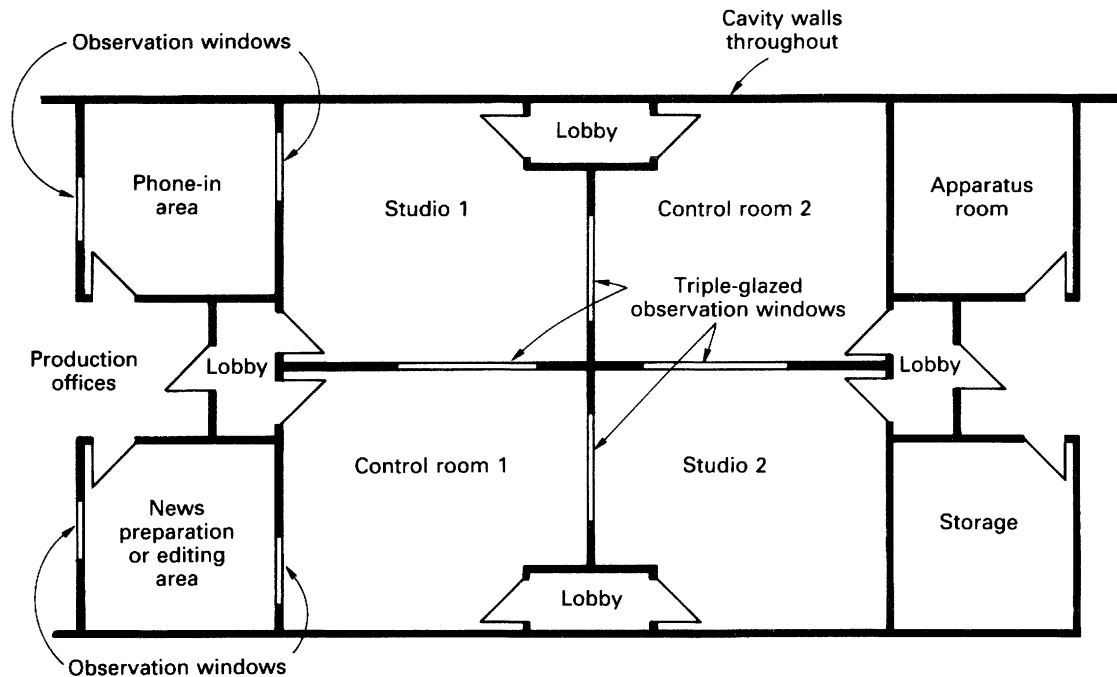 Cavity walls
throughout
Observation windows
Lobby
Phone-in
area
Studio 1
Control room 2
Apparatus
room
Triple-glazed
observation windows
Production
offices
Lobby
Lobby
Control room 1
Studio 2
News
preparation
or editing
area
Storage
Lobby
Observation windows